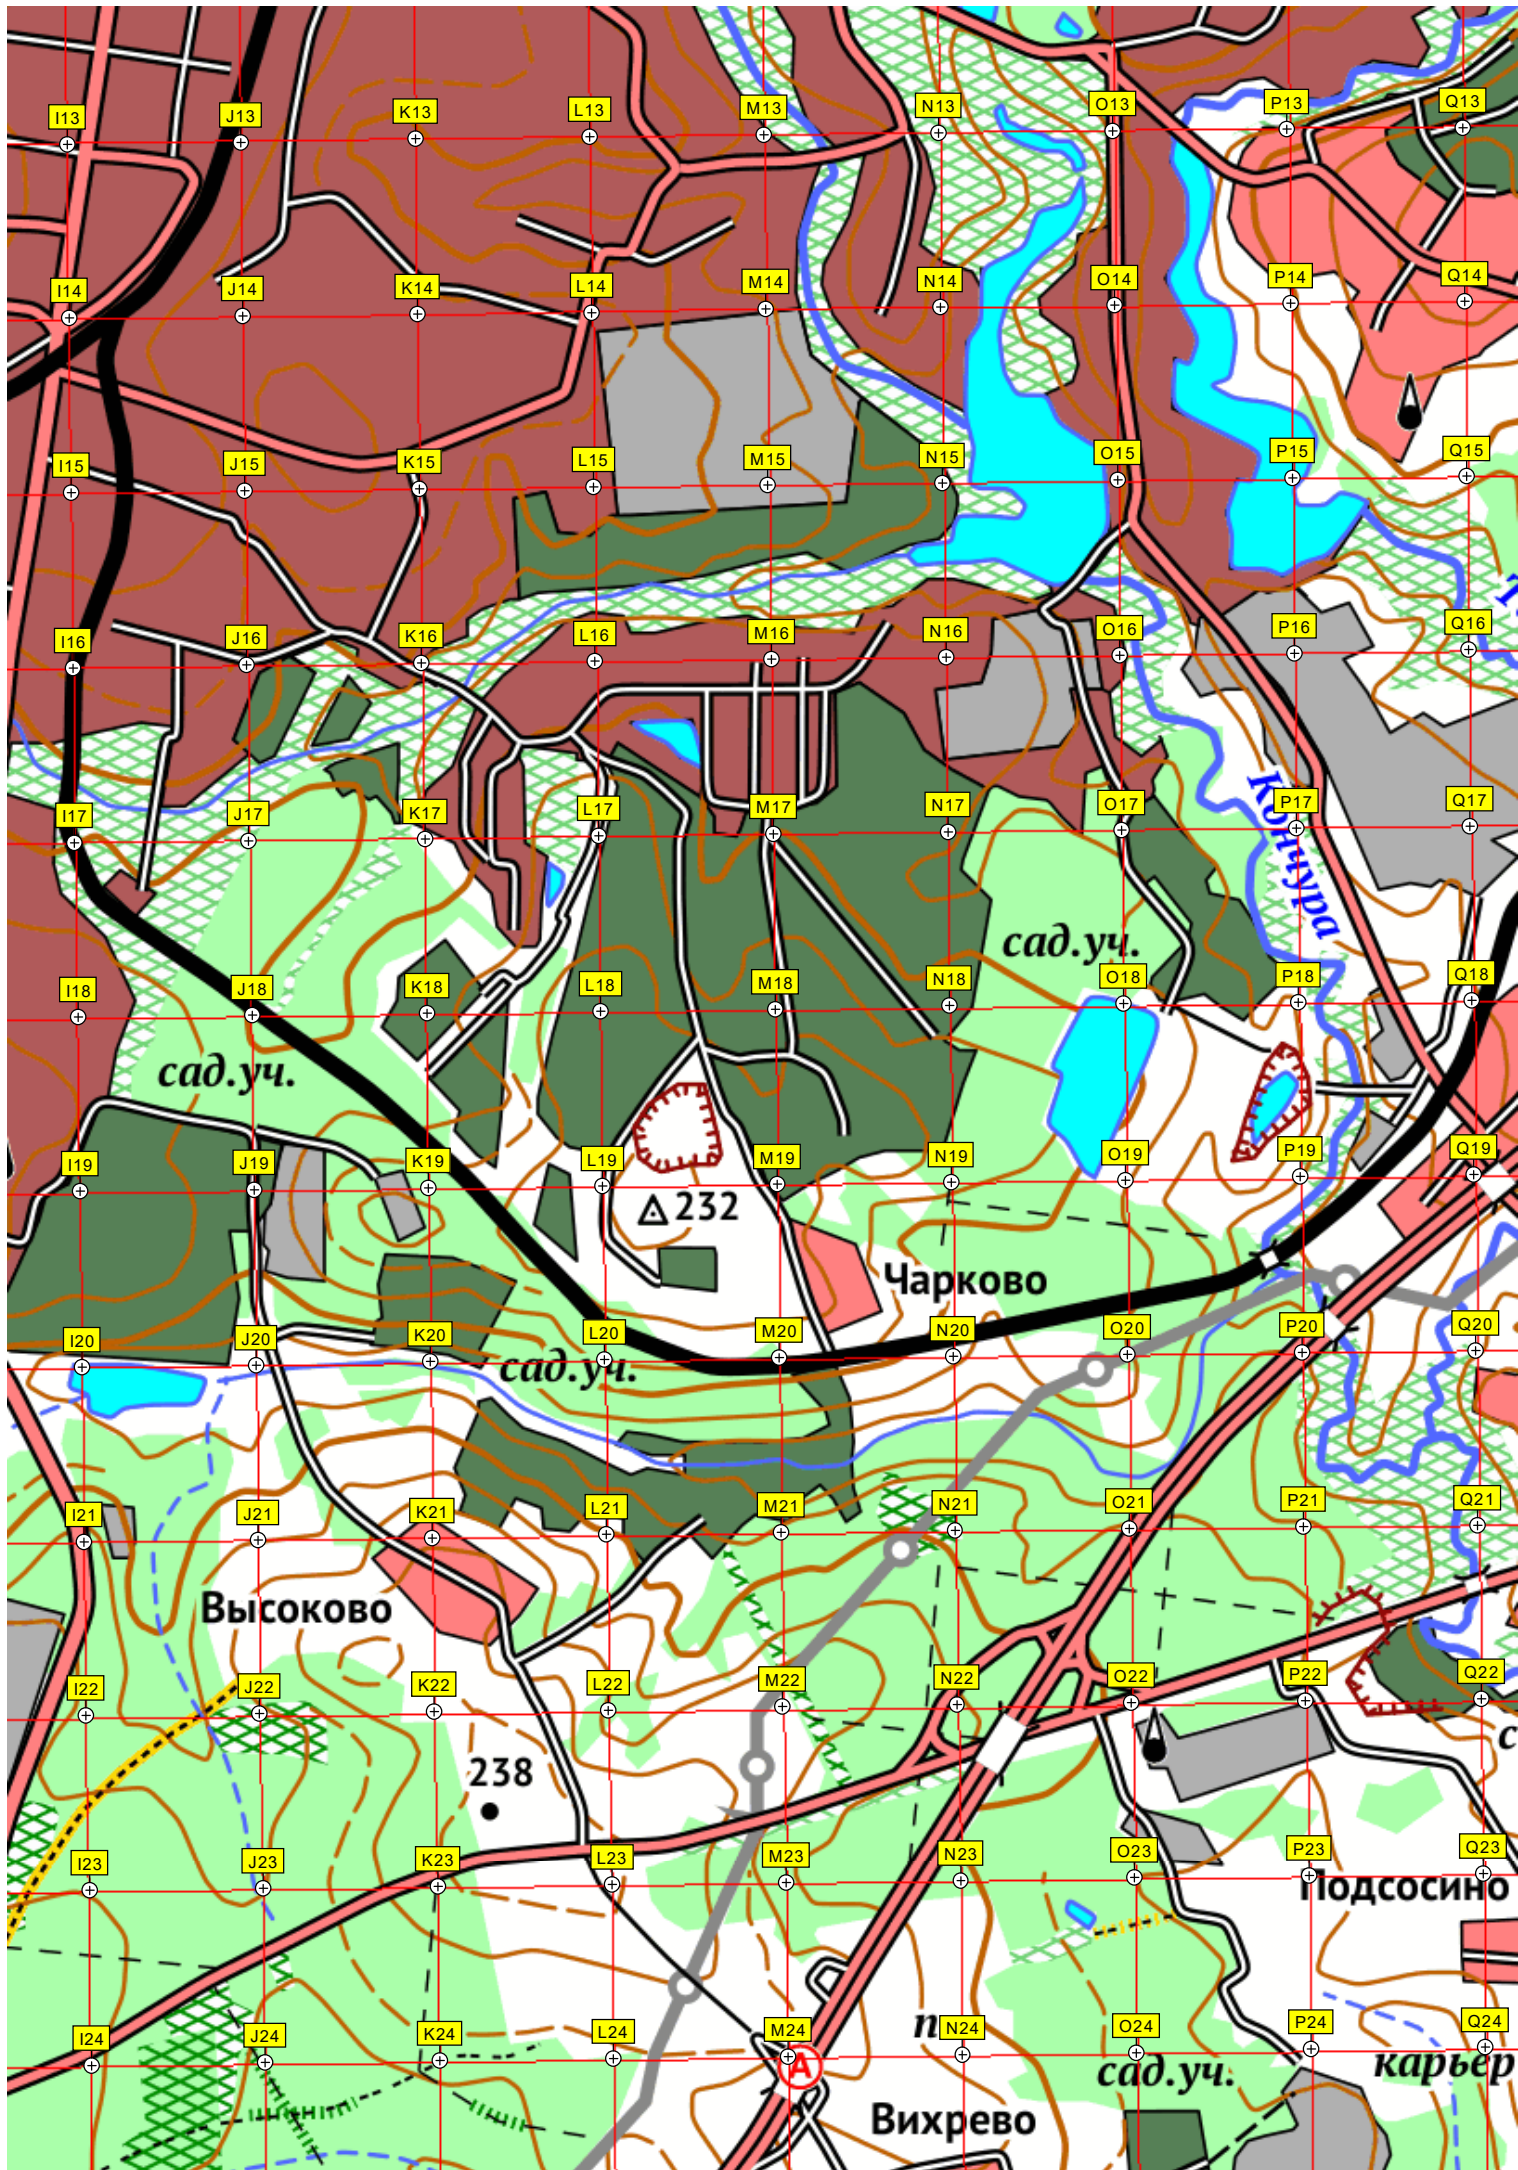 I13 J13 K13 L13 M13 N13 O13 P13 Q13
I14 J14 K14 L14 M14 N14 O14 P14 Q14
I15 J15 K15 L15 M15 N15 O15 P15 Q15
I16 J16 K16 L16 M16 N16 O16 P16 Q16
I17 J17 K17 L17 M17 N17 O17 P17 Q17
Кончура
сад.уч.
I18 J18 K18 L18 M18 N18 O18 P18 Q18
сад.уч.
I19 J19 K19 L19 M19 N19 O19 P19 Q19
232
Чарково
I20 J20 K20 L20 M20 N20 O20 P20 Q20
сад.уч.
I21 J21 K21 L21 M21 N21 O21 P21 Q21
Высоково
I22 J22 K22 L22 M22 N22 O22 P22 Q22
с
238
I23 J23 K23 L23 M23 N23 O23 P23 Q23
Подсосино
I24 J24 K24 L24 M24 N24 O24 P24 Q24
п
А
сад.уч.
карьер
Вихрево